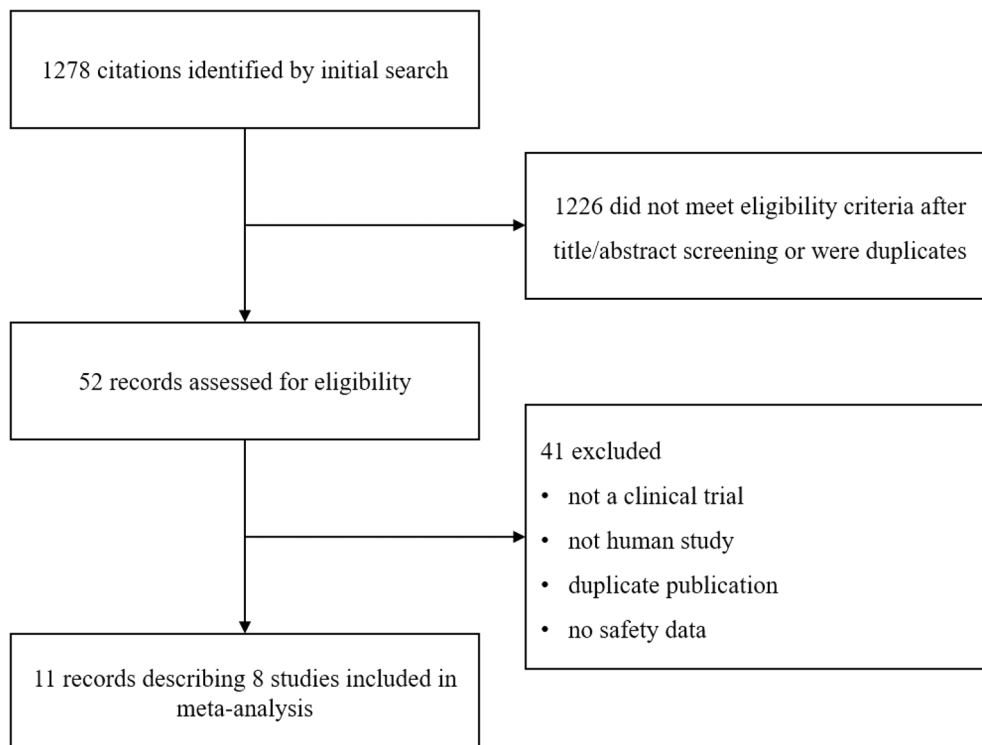 1278 citations identified by initial search
1226 did not meet eligibility criteria after
title/abstract screening or were duplicates
52 records assessed for eligibility
41 excluded
• not a clinical trial
• not human study
• duplicate publication
• no safety data
11 records describing 8 studies included in
meta-analysis